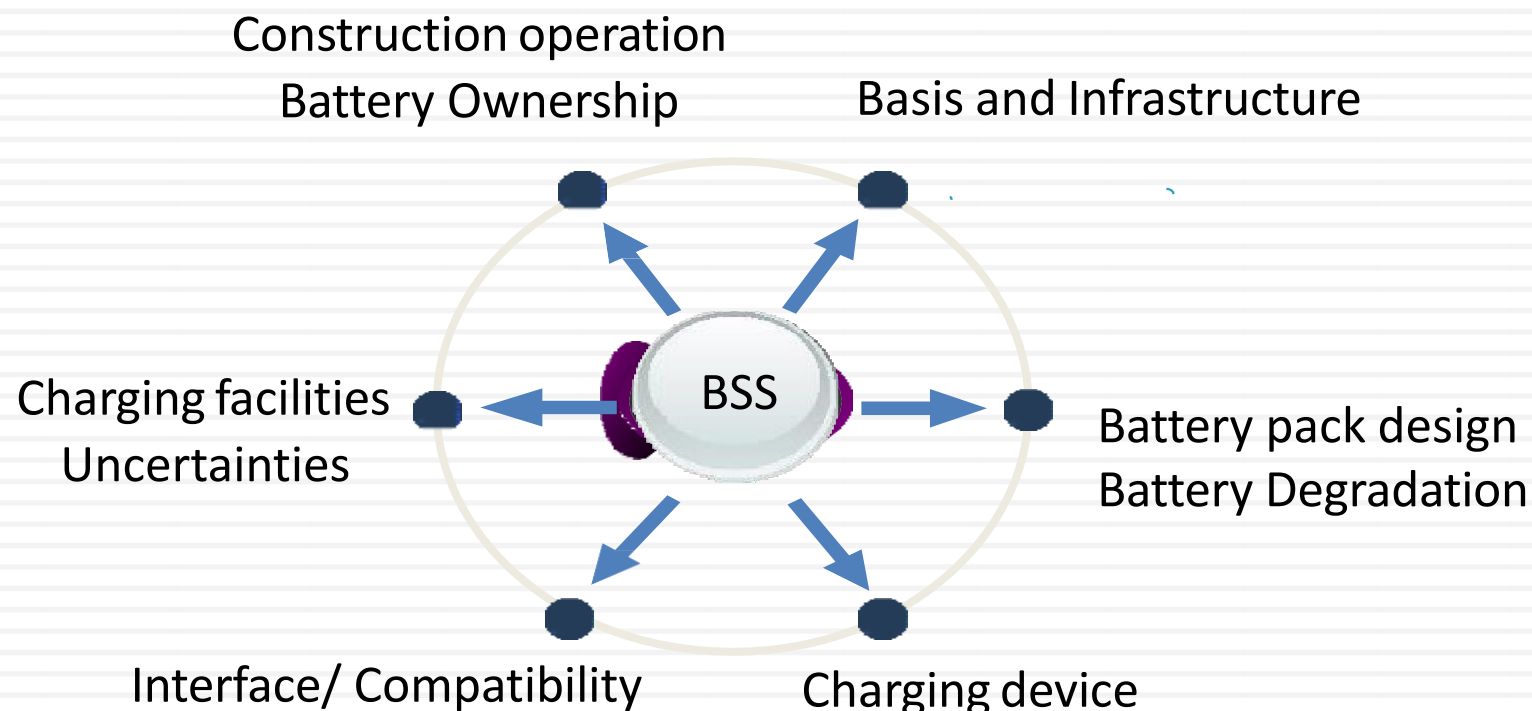 Construction operation
Battery Ownership
Basis and Infrastructure
BSS
Charging facilities
Uncertainties
Battery pack design
Battery Degradation
Interface/ Compatibility
Charging device